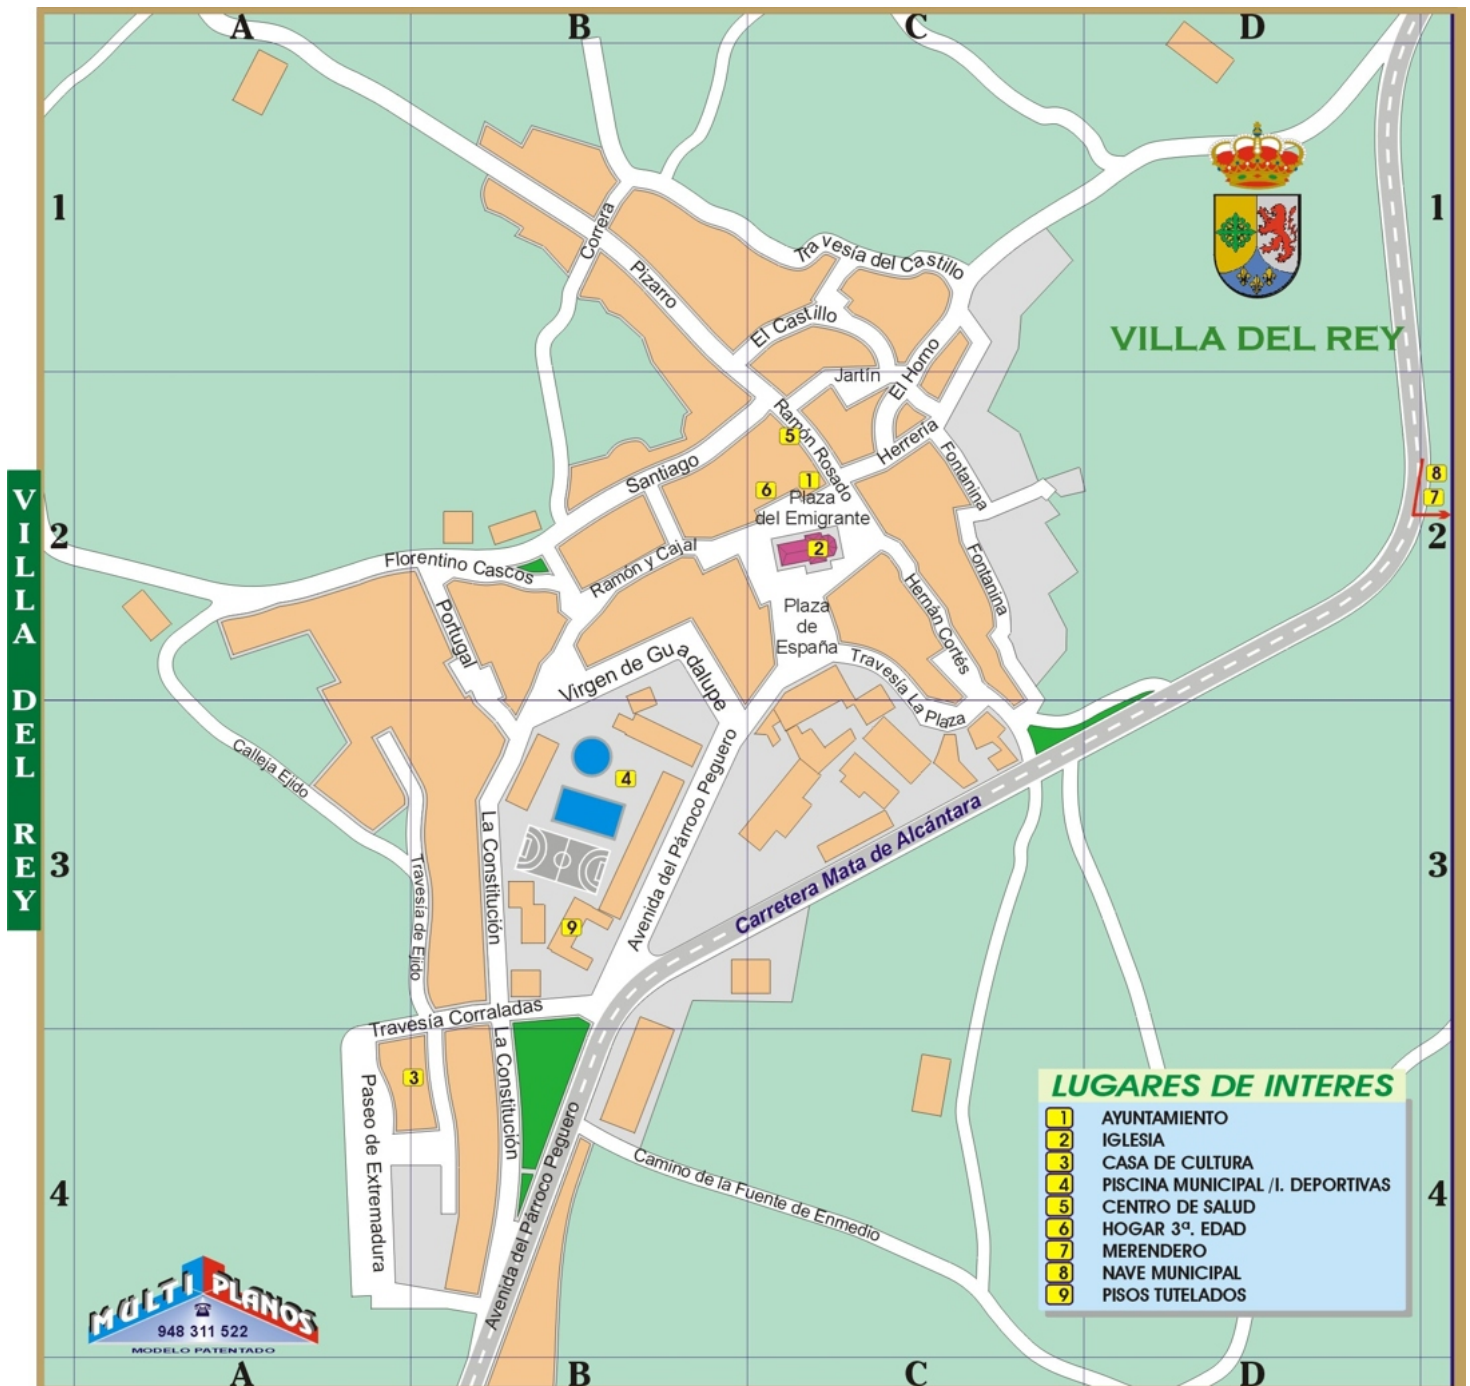 A B C D
1
1
Correra
Pizarro
Travesía del Castillo
El Castillo
VILLA DEL REY
Jartín
El Horno
Ramón Rosado
5
Herrería
Fontanina
Santiago
6
1
8
7
Plaza
del Emigrante
2
2
2
VILLA DEL REY
Florentino Cascos
Ramón y Cajal
Fontanina
Hernán Cortés
Portugal
Plaza
de
España
Virgen de Guadalupe
Travesía La Plaza
Calleja Ejido
4
Avenida del Párroco Peguero
La Constitución
Carretera Mata de Alcántara
3
3
Travesía de Ejido
9
Travesía Corraladas
La Constitución
3
Paseo de Extremadura
Avenida del Párroco Peguero
Camino de la Fuente de Enmedio
4
4
LUGARES DE INTERES
1 AYUNTAMIENTO
2 IGLESIA
3 CASA DE CULTURA
4 PISCINA MUNICIPAL /I. DEPORTIVAS
5 CENTRO DE SALUD
6 HOGAR 3ª. EDAD
7 MERENDERO
8 NAVE MUNICIPAL
9 PISOS TUTELADOS
MULTIPLANOS
948 311 522
MODELO PATENTADO
A B C D